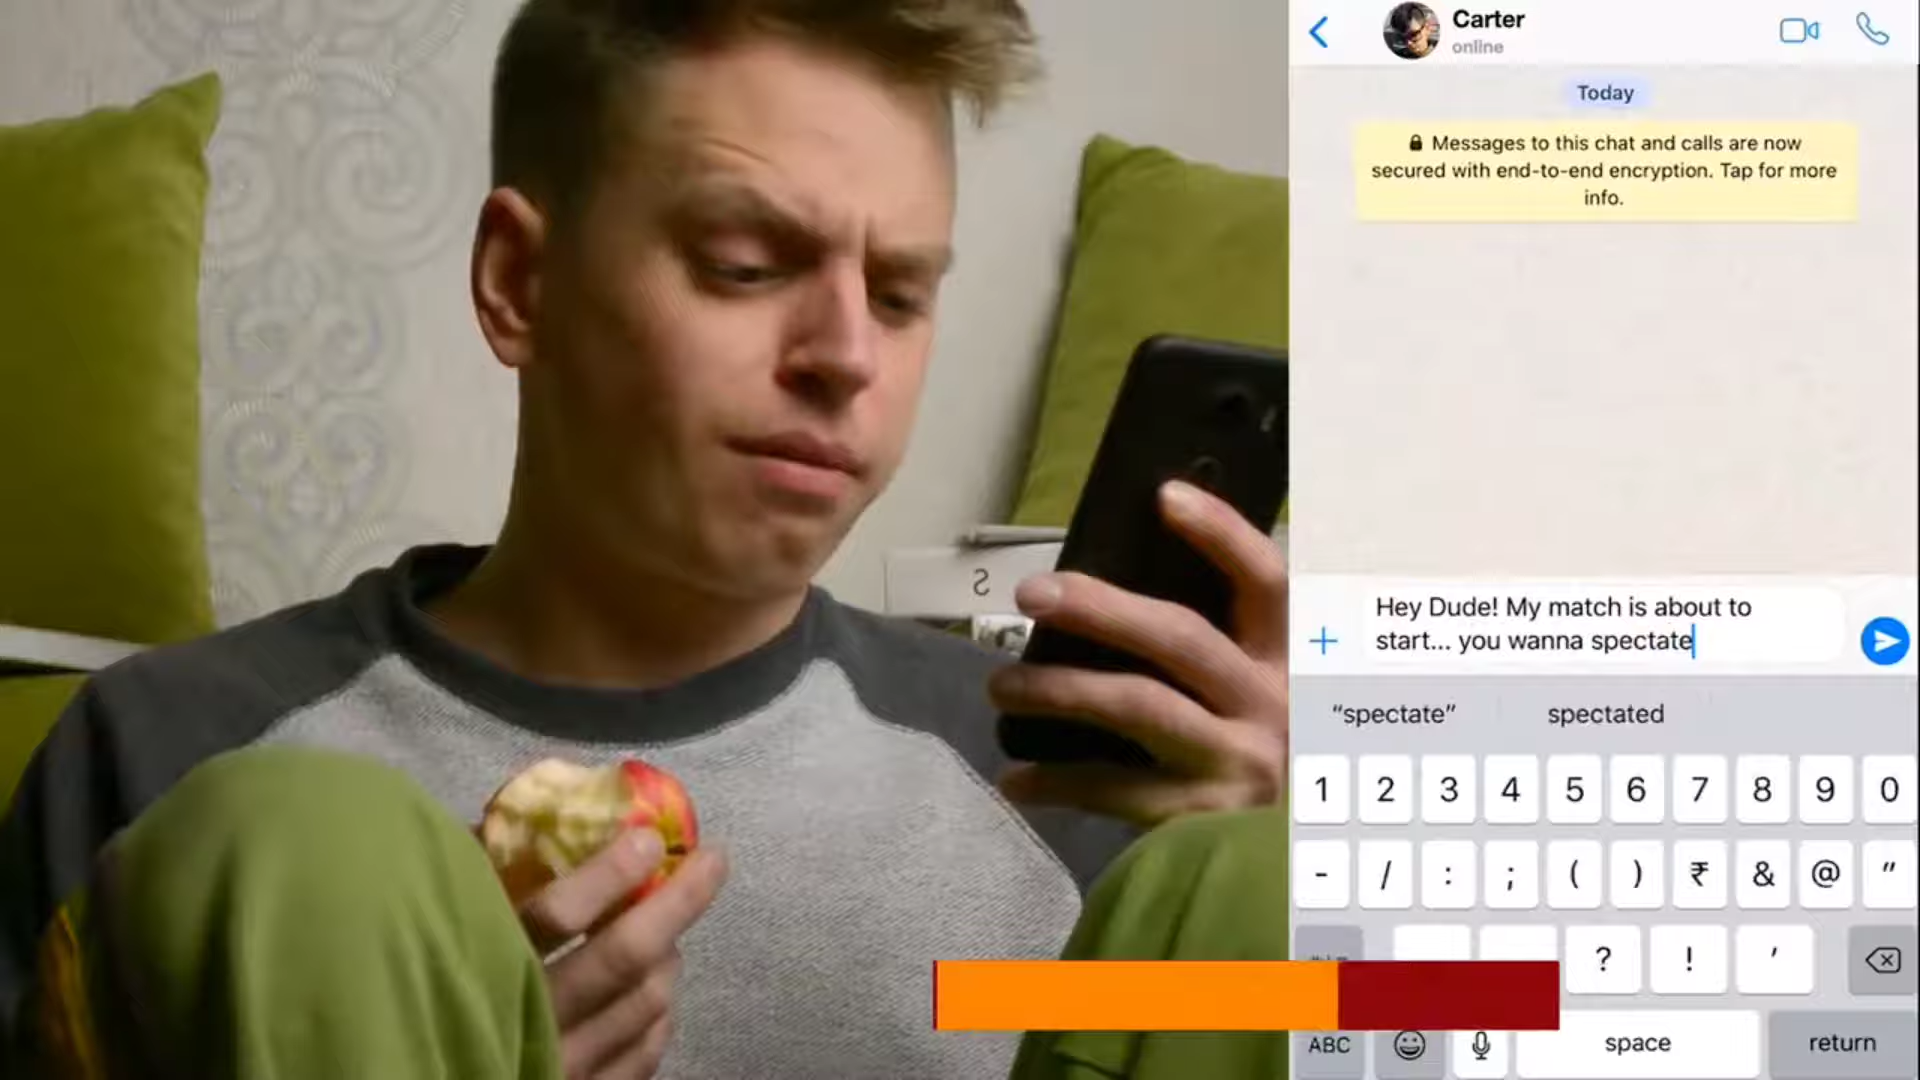 Carter
online
Today
Messages to this chat and calls are now
secured with end-to-end encryption. Tap for more
info.
S
Hey Dude! My match is about to
start... you wanna spectate
“spectate” spectated
1 2 3 4 5 6 7 8 9 0
- / : ; ( ) ₹ & @ "
? ! '
ABC space return